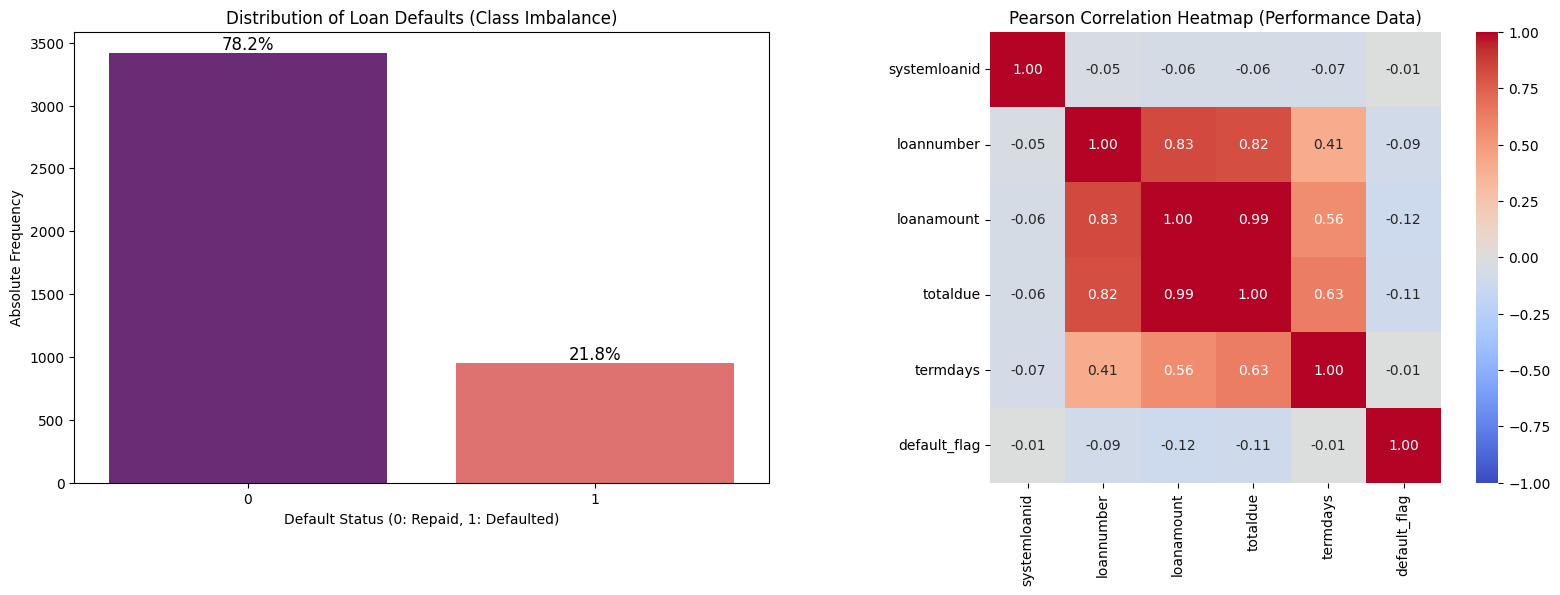 Distribution of Loan Defaults (Class Imbalance)
Absolute Frequency
3500
3000
2500
2000
1500
1000
500
0
78.2%
21.8%
0 1
Default Status (0: Repaid, 1: Defaulted)
Pearson Correlation Heatmap (Performance Data)
systemloanid 1.00 -0.05 -0.06 -0.06 -0.07 -0.01
loannumber -0.05 1.00 0.83 0.82 0.41 -0.09
loanamount -0.06 0.83 1.00 0.99 0.56 -0.12
totaldue -0.06 0.82 0.99 1.00 0.63 -0.11
termdays -0.07 0.41 0.56 0.63 1.00 -0.01
default_flag -0.01 -0.09 -0.12 -0.11 -0.01 1.00
systemloanid
loannumber
loanamount
totaldue
termdays
default_flag
1.00
0.75
0.50
0.25
0.00
−0.25
−0.50
−0.75
−1.00